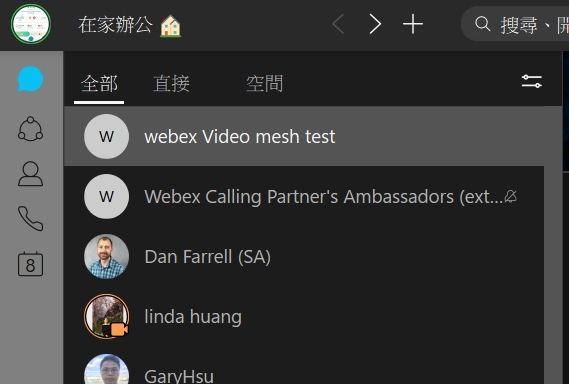 在家辦公 🏠
搜尋、開
全部 直接 空間
W webex Video mesh test
W Webex Calling Partner's Ambassadors (ext...
Dan Farrell (SA)
linda huang
8
GaryHsu